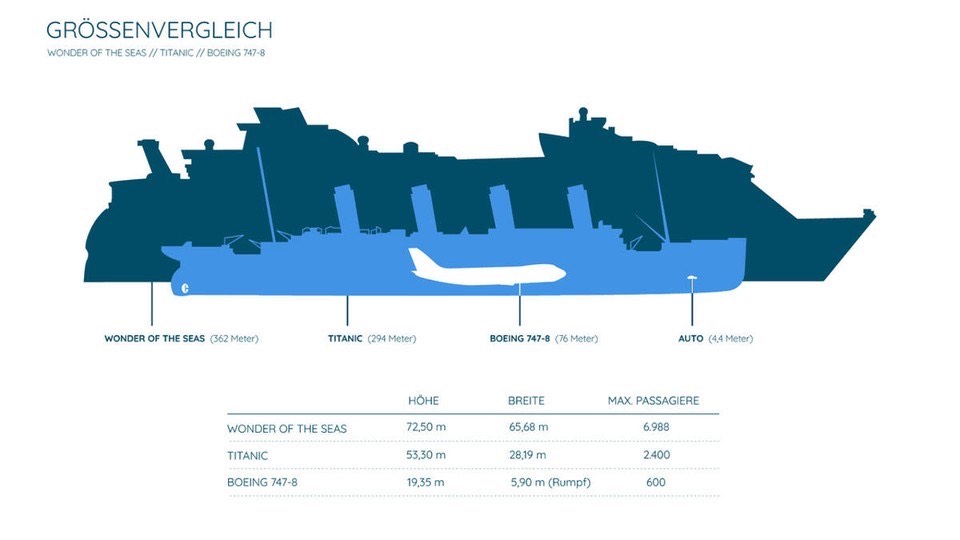 GRÖSSENVERGLEICH
WONDER OF THE SEAS // TITANIC // BOEING 747-8
WONDER OF THE SEAS (362 Meter) TITANIC (294 Meter) BOEING 747-8 (76 Meter) AUTO (4,4 Meter)
HÖHE BREITE MAX. PASSAGIERE
WONDER OF THE SEAS 72,50 m 65,68 m 6.988
TITANIC 53,30 m 28,19 m 2.400
BOEING 747-8 19,35 m 5,90 m (Rumpf) 600